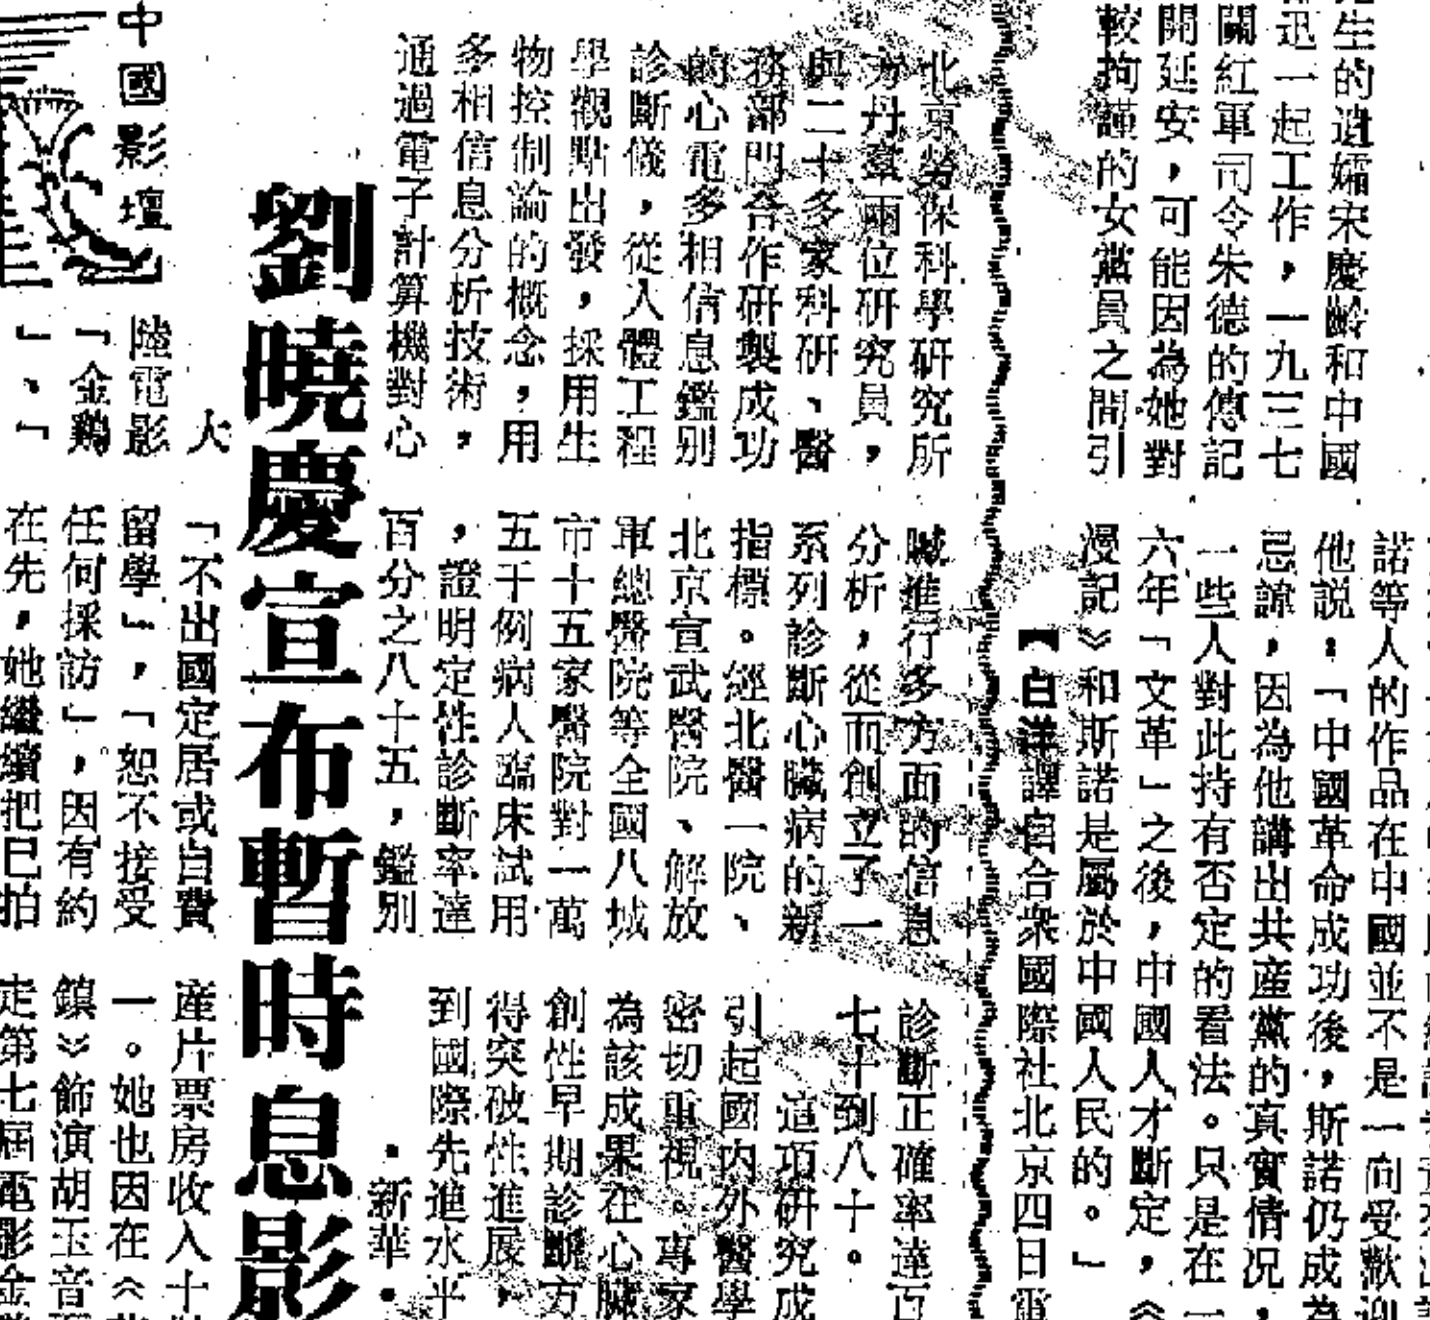 生的遺孀宋慶齡和中國
迅一起工作，一九三七
關紅軍司令朱德的傳記
開延安，可能因為她對
較拘謹的女黨員之間引
諾等人的作品在中國並不是一向受歡迎
他説：「中國革命成功後，斯諾仍成為
忌諱，因為他講出共産黨的真實情况，
一些人對此持有否定的看法。只是在一
六年「文革」之後，中國人才斷定，《
漫記》和斯諾是屬於中國人民的。」
【白洋譯自合衆國際社北京四日電
北京勞保科學研究所
方丹羣兩位研究員，
與二十多家科研、醫
務部門合作研製成功
的心電多相信息鑑别
診斷儀，從人體工程
學觀點出發，採用生
物控制論的概念，用
多相信息分析技術，
通過電子計算機對心
臟進行多方面的信息
分析，從而創立了一
系列診斷心臟病的新
指標。經北醫一院、
北京宣武醫院、解放
軍總醫院等全國八城
市十五家醫院對一萬
五千例病人臨床試用
，證明定性診斷率達
百分之八十五，鑑别
診斷正確率達百
七十到八十。
這項研究成
引起國内外醫學
密切重視。專家
為該成果在心臟
創性早期診斷方
得突破性進展，
到國際先進水平
·新華·
劉曉慶宣布暫時息影
中國影壇
大
陸電影
「金鷄
」、「
「不出國定居或自費
留學」，「恕不接受
任何採訪」，因有約
在先，她繼續把已拍
産片票房收入十
一。她也因在《
鎮》飾演胡玉音
走第七屆電影金